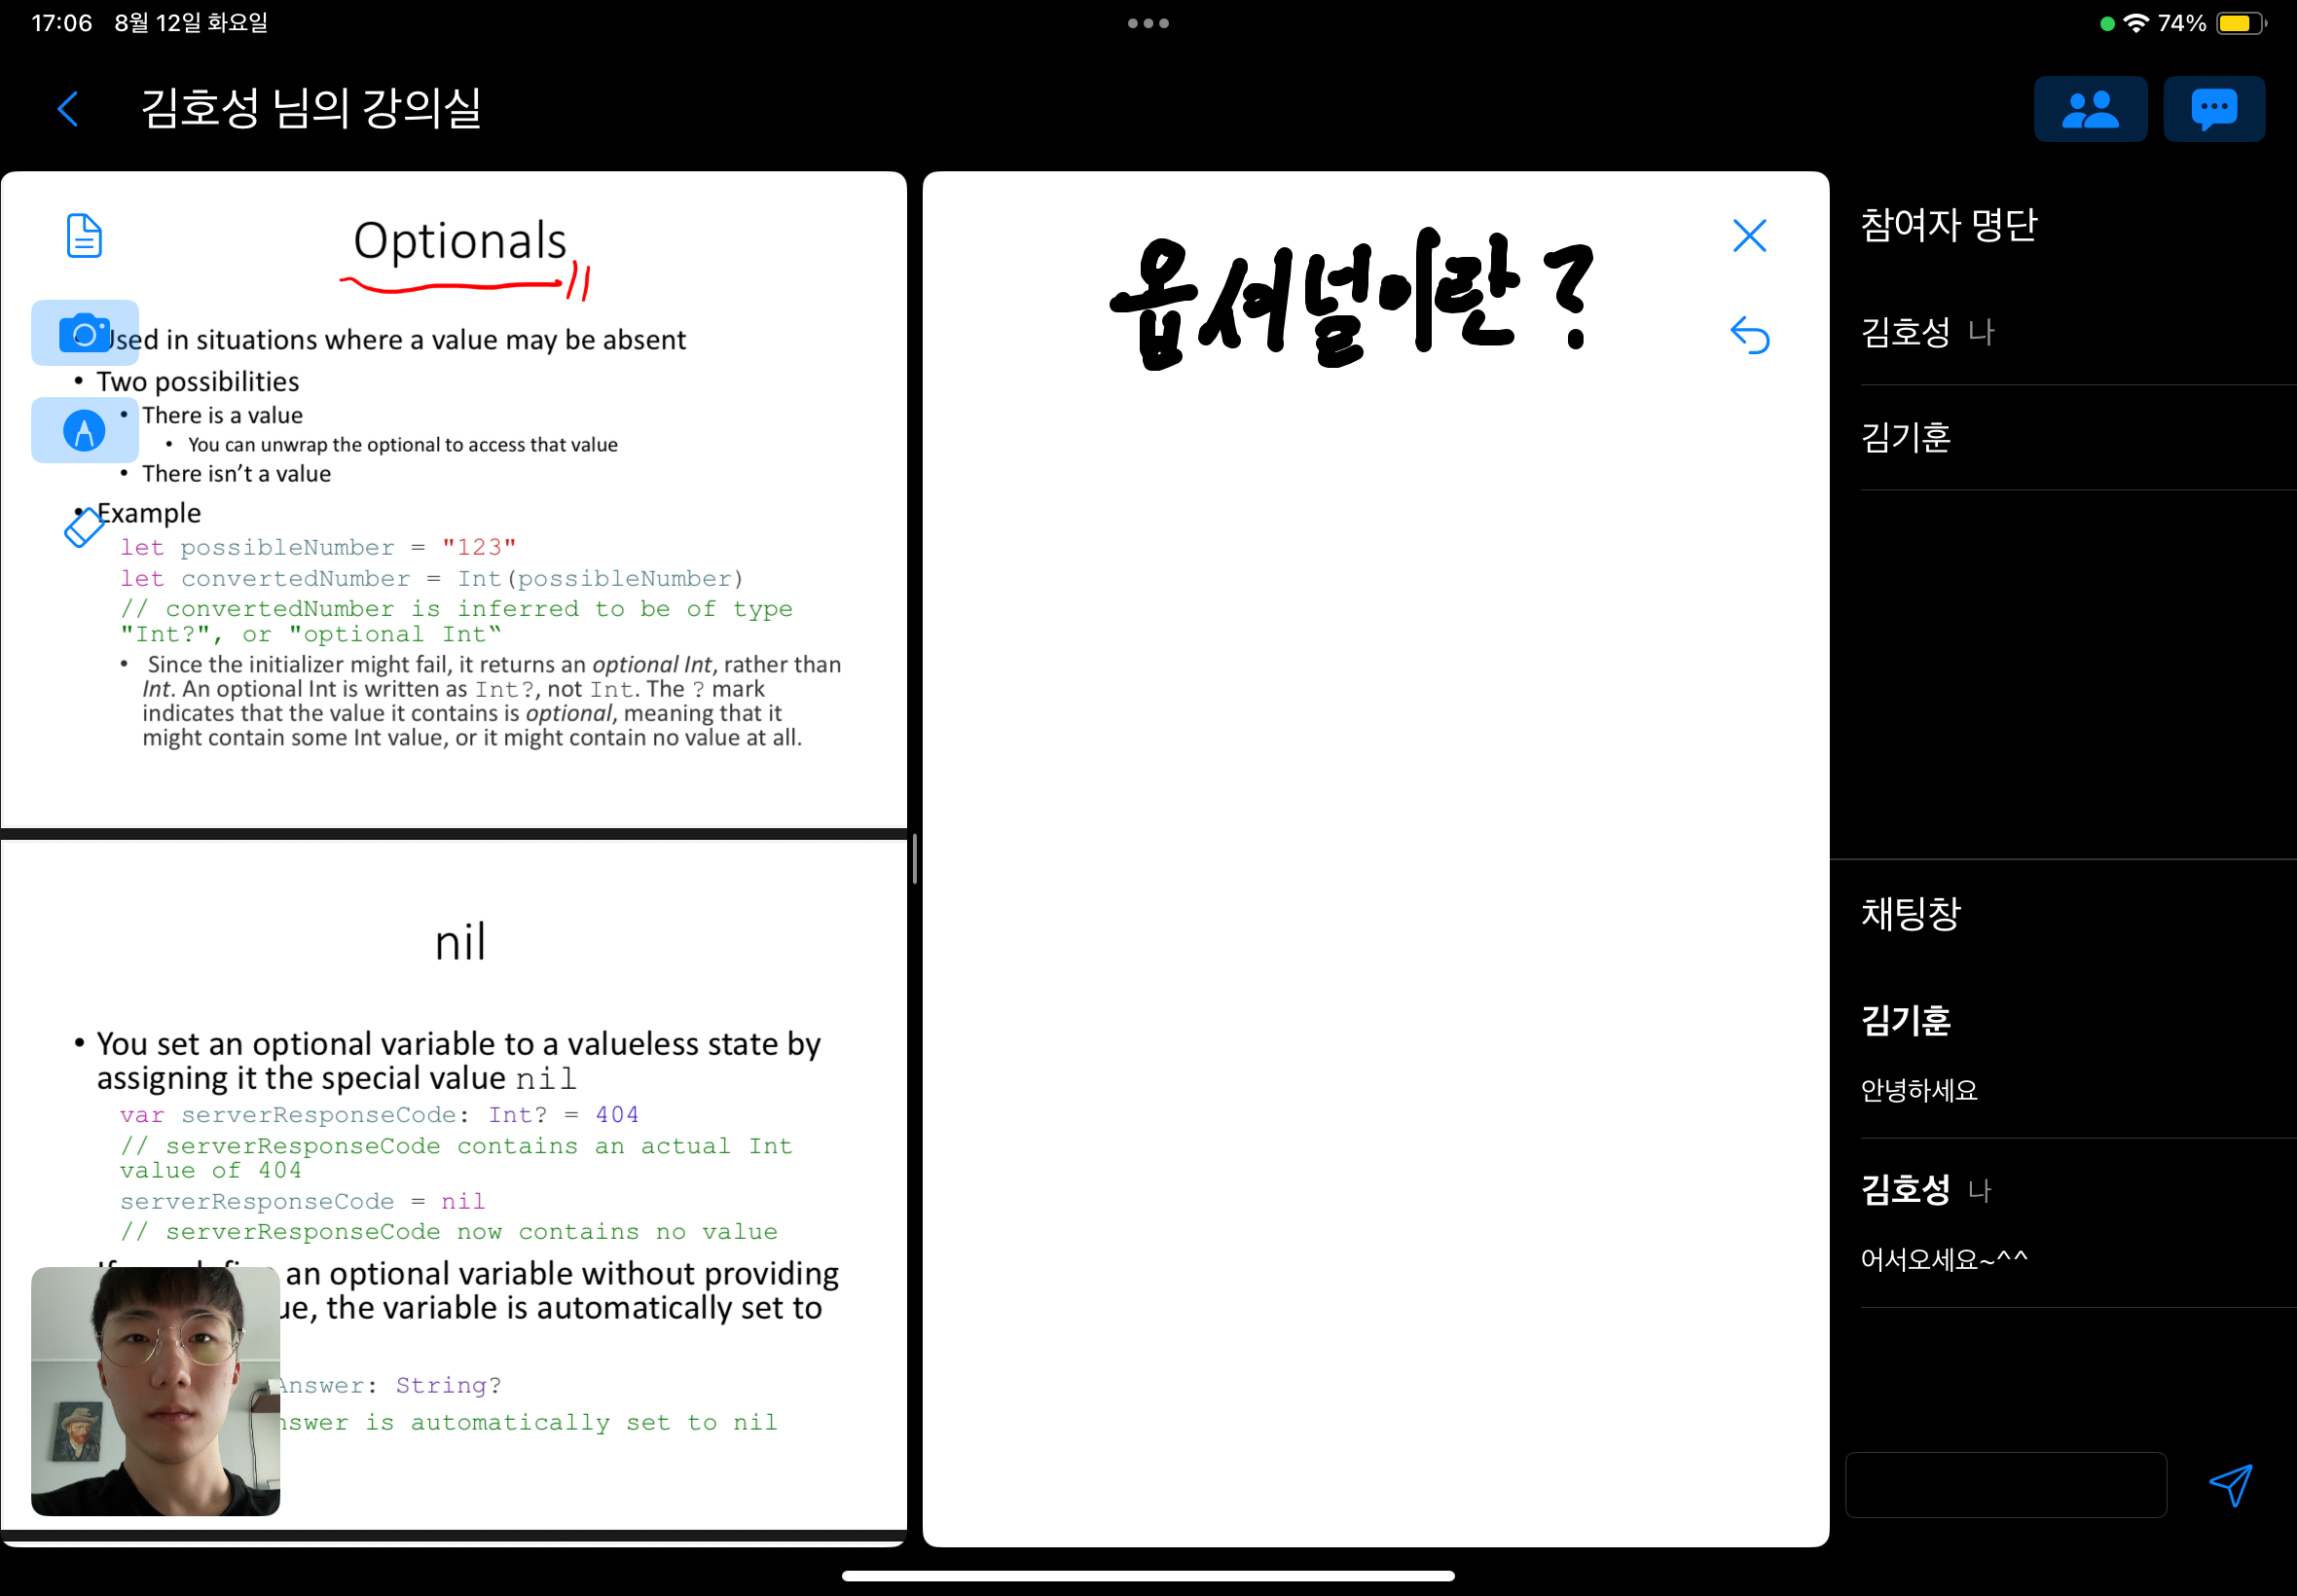 17:06 8월 12일 화요일
74%
김호성 님의 강의실
Optionals
Used in situations where a value may be absent
• Two possibilities
• There is a value
• You can unwrap the optional to access that value
• There isn’t a value
• Example
let possibleNumber = "123"
let convertedNumber = Int(possibleNumber)
// convertedNumber is inferred to be of type
"Int?", or "optional Int“
• Since the initializer might fail, it returns an optional Int, rather than
Int. An optional Int is written as Int?, not Int. The ? mark
indicates that the value it contains is optional, meaning that it
might contain some Int value, or it might contain no value at all.
nil
• You set an optional variable to a valueless state by
assigning it the special value nil
var serverResponseCode: Int? = 404
// serverResponseCode contains an actual Int
value of 404
serverResponseCode = nil
// serverResponseCode now contains no value
an optional variable without providing
, the variable is automatically set to
Answer: String?
is automatically set to nil
옵셔널이란?
참여자 명단
김호성 나
김기훈
채팅창
김기훈
안녕하세요
김호성 나
어서오세요~^^